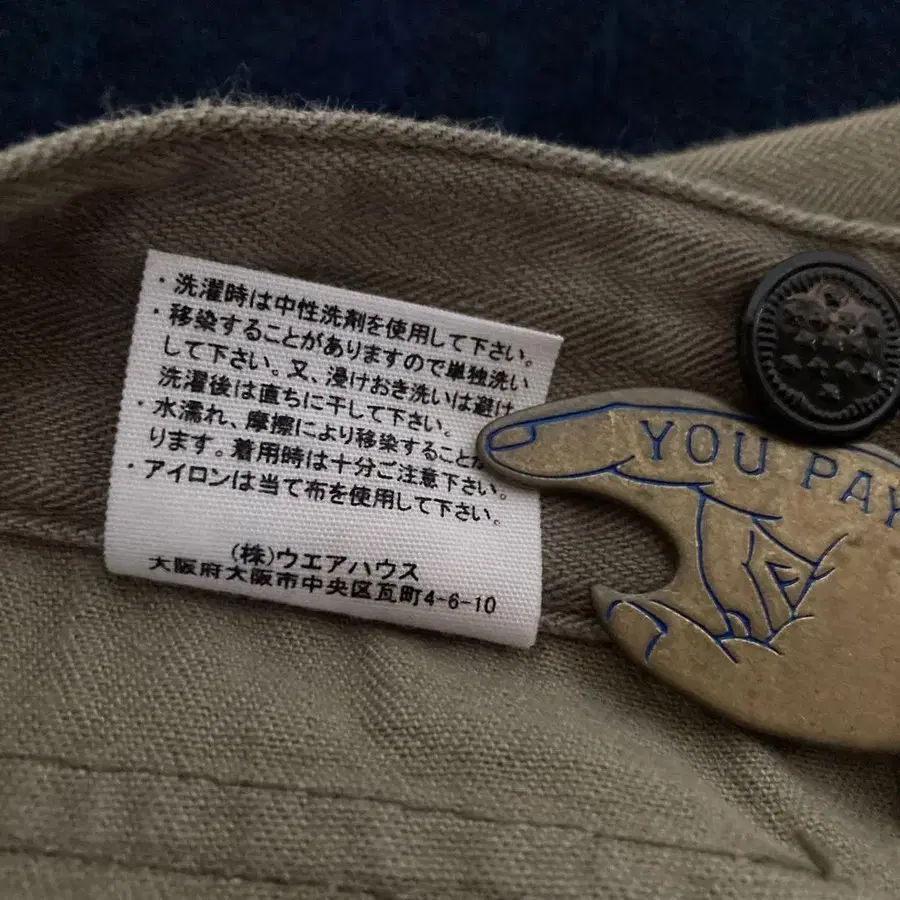 ・洗濯時は中性洗剤を使用して下さい。
・移染することがありますので単独洗い
して下さい。又、浸けおき洗いは避け
洗濯後は直ちに干して下さい。
・水濡れ、摩擦により移染することが
ります。着用時は十分ご注意下さい。
・アイロンは当て布を使用して下さい。
(株)ウエアハウス
大阪府大阪市中央区瓦町4-6-10
YOU PAY